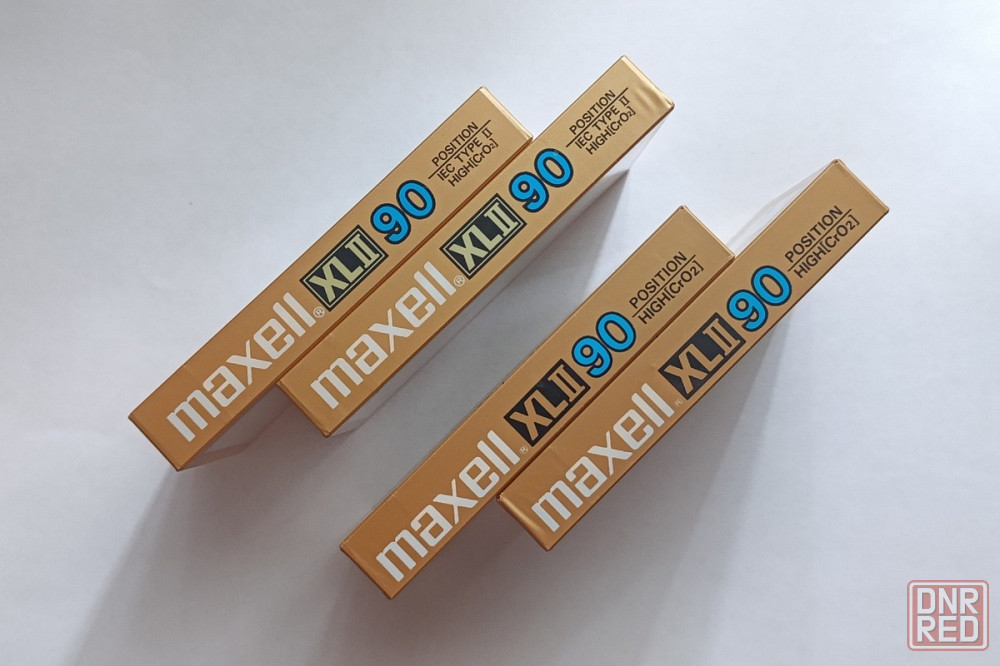 maxell® XLII 90 POSITION
IEC TYPE II
HIGH[CrO2]
maxell® XLII 90 POSITION
IEC TYPE II
HIGH[CrO2]
maxell® XLII 90 POSITION
HIGH[CrO2]
maxell® XLII 90 POSITION
HIGH[CrO2]
DNR
RED